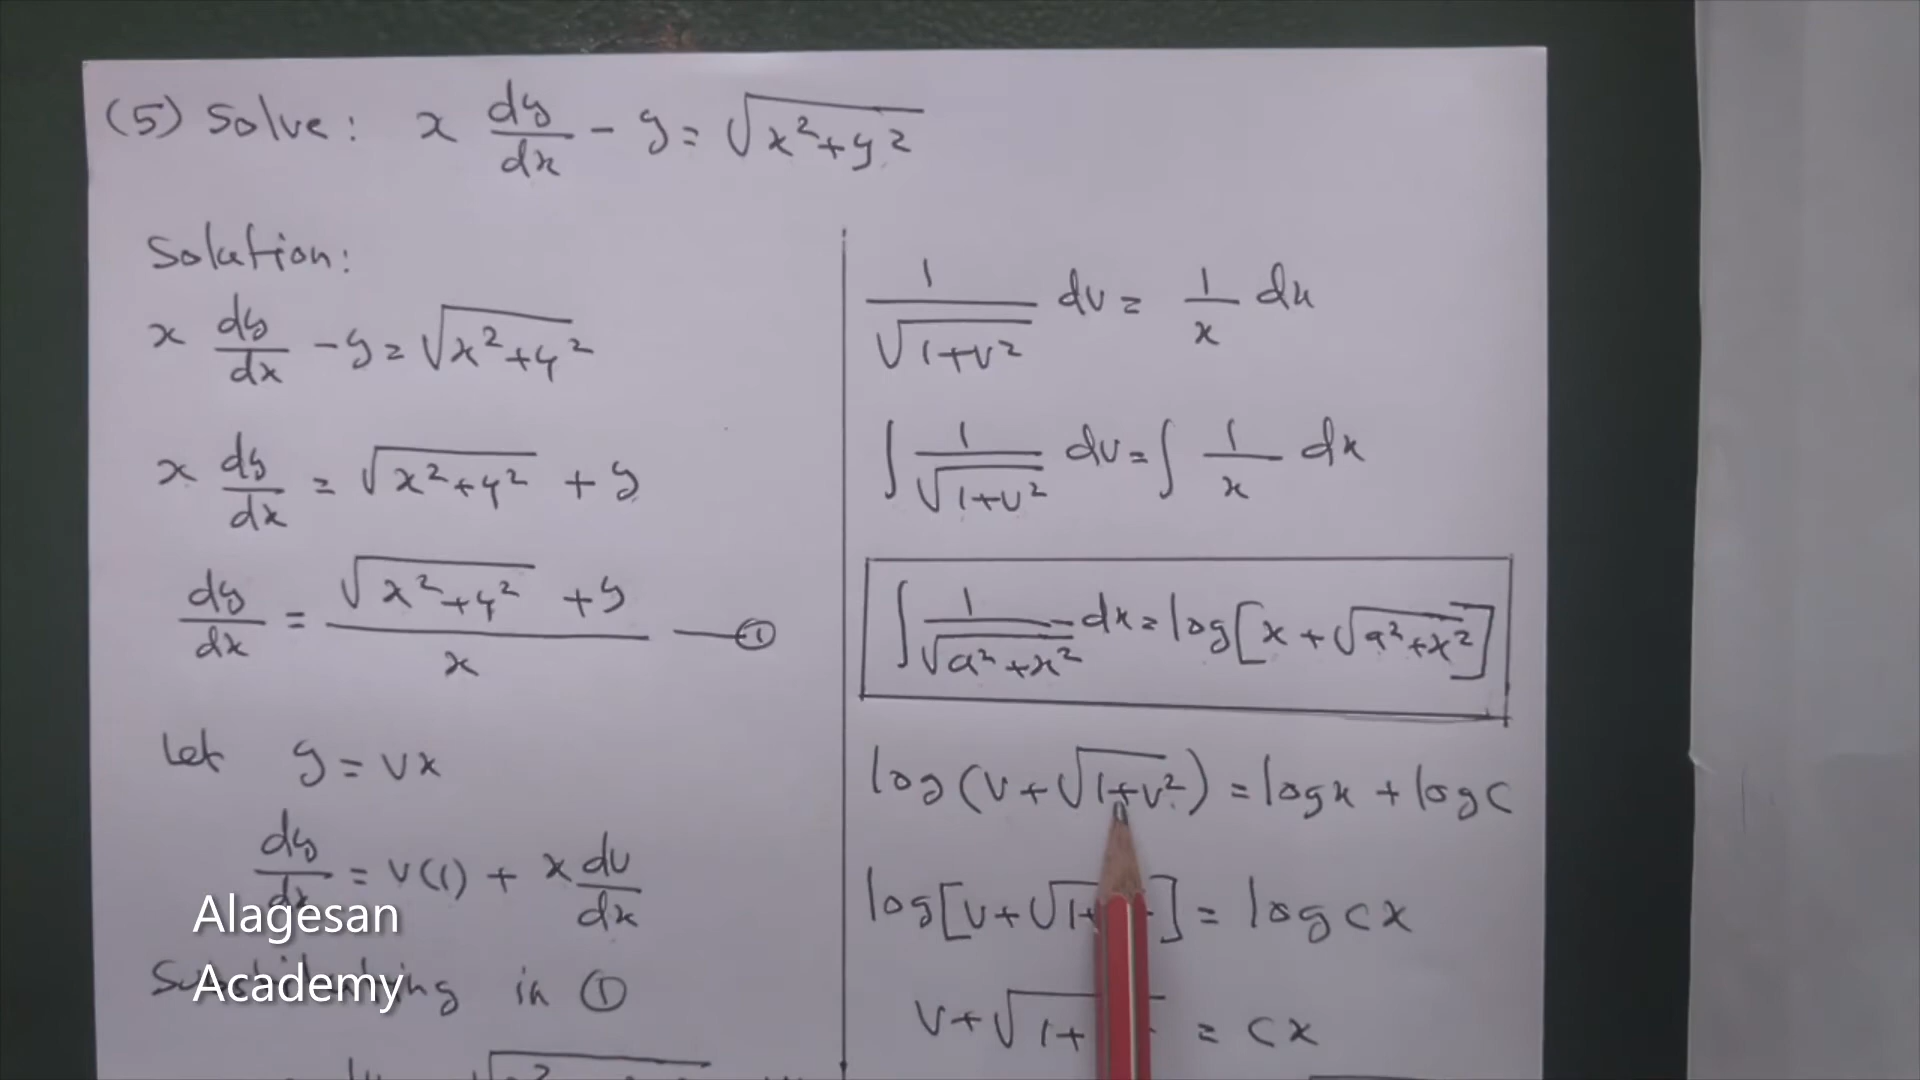 (5) Solve: x dy/dx - y = √(x²+y²)
Solution:
x dy/dx - y = √(x²+y²)
x dy/dx = √(x²+y²) + y
dy/dx = (√(x²+y²) + y)/x — ①
Let y = vx
dy/dx = v(1) + x dv/dx
Substituting in ①
1/√(1+v²) dv = 1/x dx
∫ 1/√(1+v²) dv = ∫ 1/x dx
∫ 1/√(a²+x²) dx = log[x + √(a²+x²)]
log(v + √(1+v²)) = log x + log c
log[v + √(1+ ] = log cx
v + √(1+ = cx
Alagesan
Academy